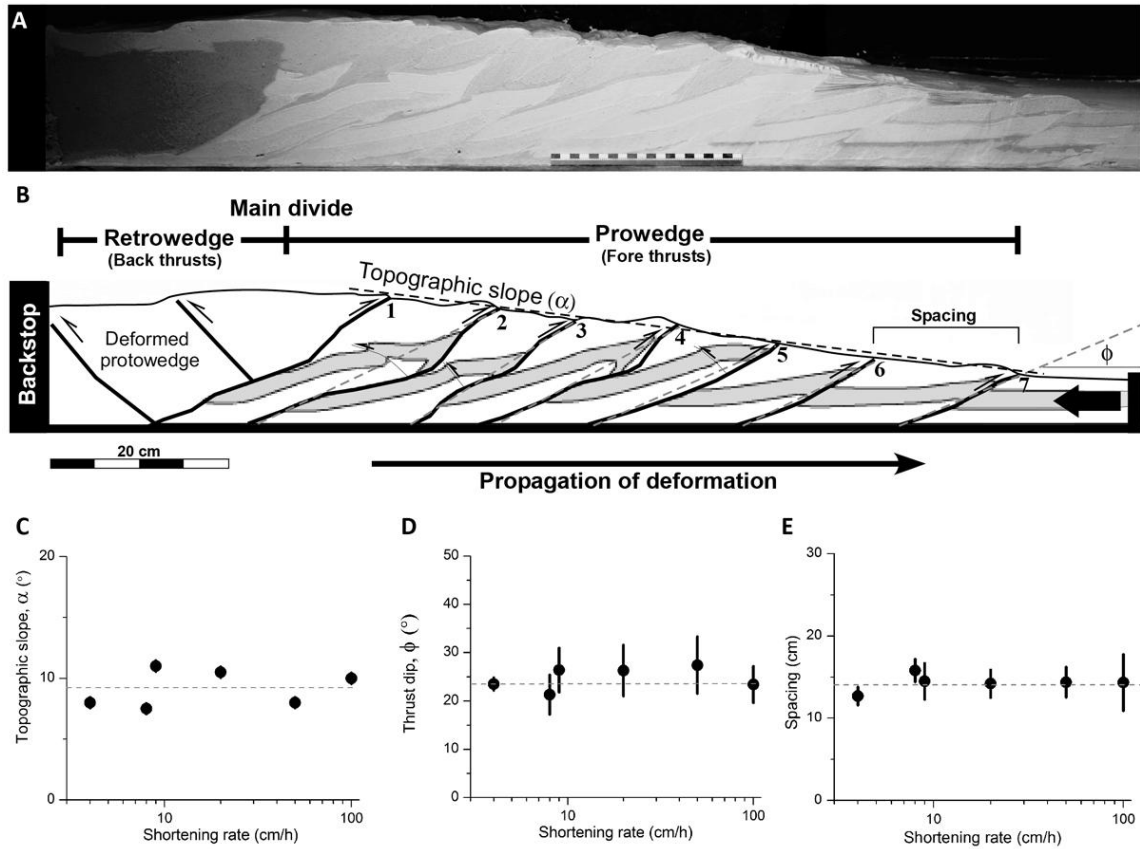 A
B
Main divide
Retrowedge
(Back thrusts)
Prowedge
(Fore thrusts)
Topographic slope (α)
1
2
3
4
5
6
7
Spacing
ϕ
Backstop
Deformed
protowedge
20 cm
Propagation of deformation
C
20
10
0
Topographic slope, α (°)
10
100
Shortening rate (cm/h)
D
50
40
30
20
10
0
Thrust dip, ϕ (°)
10
100
Shortening rate (cm/h)
E
30
20
10
0
Spacing (cm)
10
100
Shortening rate (cm/h)